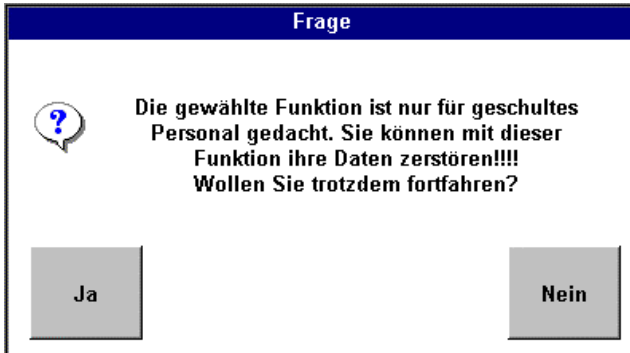 Frage
?
Die gewählte Funktion ist nur für geschultes
Personal gedacht. Sie können mit dieser
Funktion ihre Daten zerstören!!!!
Wollen Sie trotzdem fortfahren?
Ja
Nein